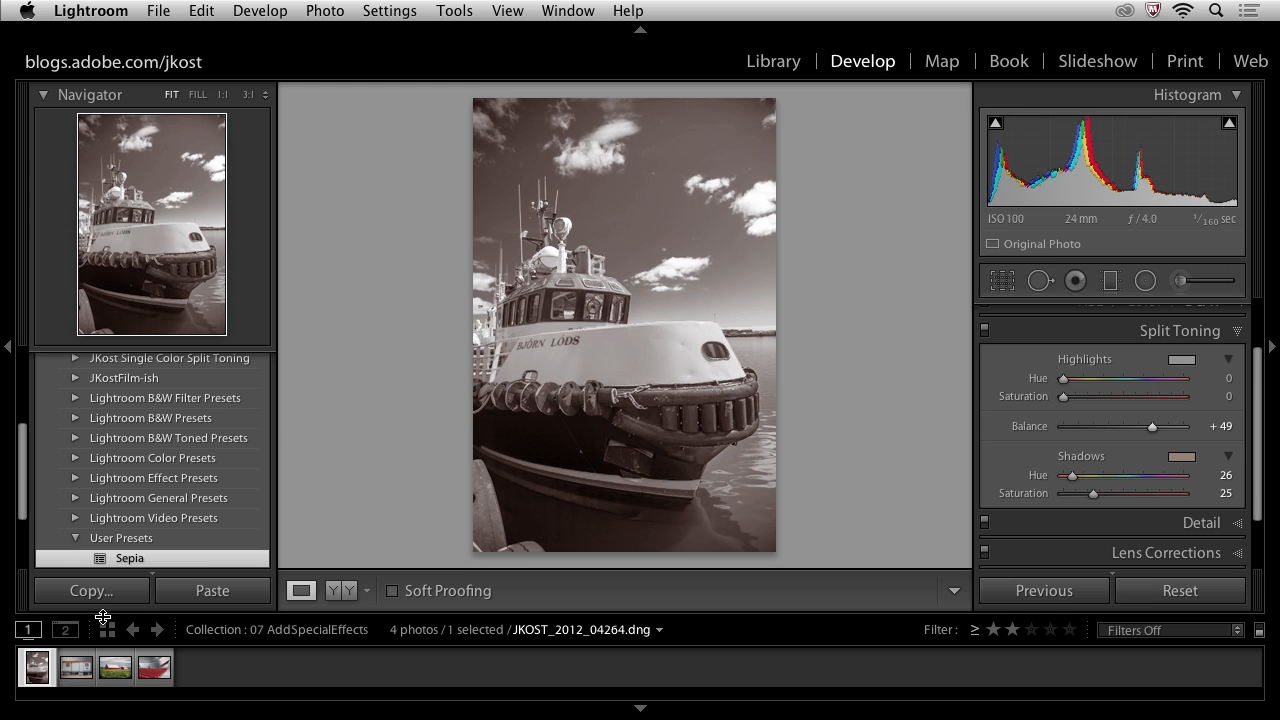 Lightroom File Edit Develop Photo Settings Tools View Window Help
blogs.adobe.com/jkost
Library Develop Map Book Slideshow Print Web
Navigator FIT FILL 1:1 3:1
Histogram
ISO 100 24 mm ƒ / 4.0 1/160 sec
Original Photo
BJÖRN LÓÐS
JKost Single Color Split Toning
JKostFilm-ish
Lightroom B&W Filter Presets
Lightroom B&W Presets
Lightroom B&W Toned Presets
Lightroom Color Presets
Lightroom Effect Presets
Lightroom General Presets
Lightroom Video Presets
User Presets
Sepia
Split Toning
Highlights
Hue 0
Saturation 0
Balance + 49
Shadows
Hue 26
Saturation 25
Detail
Lens Corrections
Copy... Paste
Y Y Soft Proofing
Previous Reset
1 2 Collection : 07 AddSpecialEffects 4 photos / 1 selected / JKOST_2012_04264.dng
Filter : ≥ Filters Off